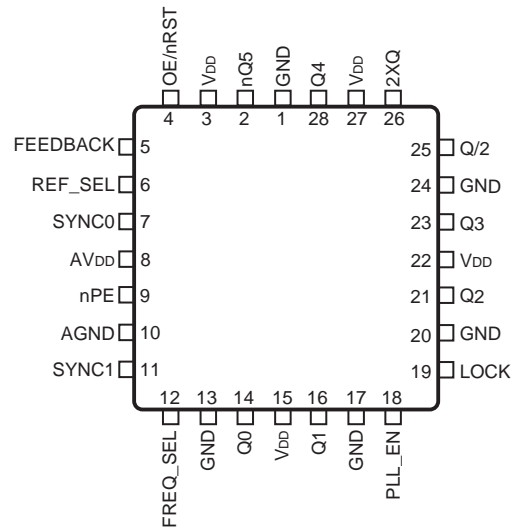 OE/nRST
VDD
nQ5
GND
Q4
VDD
2XQ
4 3 2 1 28 27 26
FEEDBACK 5
REF_SEL 6
SYNC0 7
AVDD 8
nPE 9
AGND 10
SYNC1 11
25 Q/2
24 GND
23 Q3
22 VDD
21 Q2
20 GND
19 LOCK
12 13 14 15 16 17 18
FREQ_SEL
GND
Q0
VDD
Q1
GND
PLL_EN